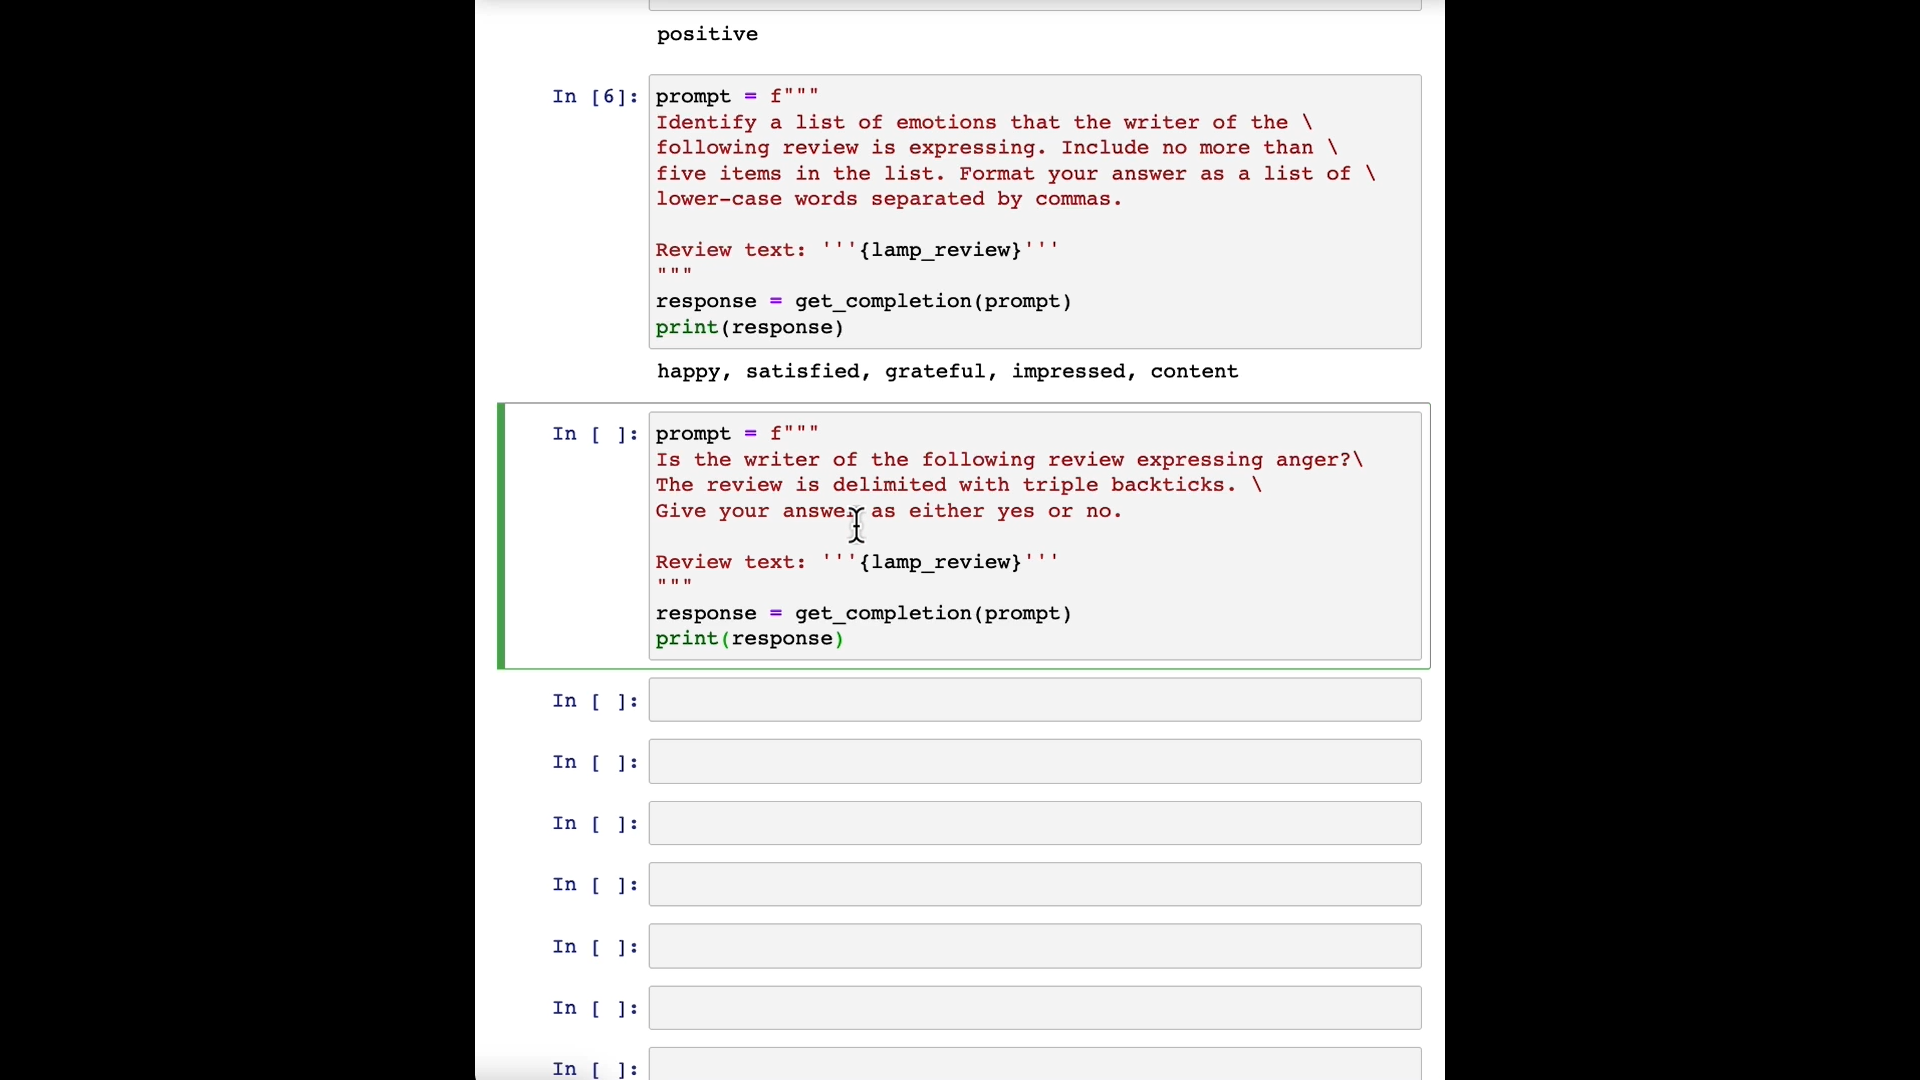 positive
In [6]:
prompt = f"""
Identify a list of emotions that the writer of the \
following review is expressing. Include no more than \
five items in the list. Format your answer as a list of \
lower-case words separated by commas.
Review text: '''{lamp_review}'''
"""
response = get_completion(prompt)
print(response)
happy, satisfied, grateful, impressed, content
In [ ]:
prompt = f"""
Is the writer of the following review expressing anger?\
The review is delimited with triple backticks. \
Give your answer as either yes or no.
Review text: '''{lamp_review}'''
"""
response = get_completion(prompt)
print(response)
In [ ]:
In [ ]:
In [ ]:
In [ ]:
In [ ]:
In [ ]:
In [ ]: